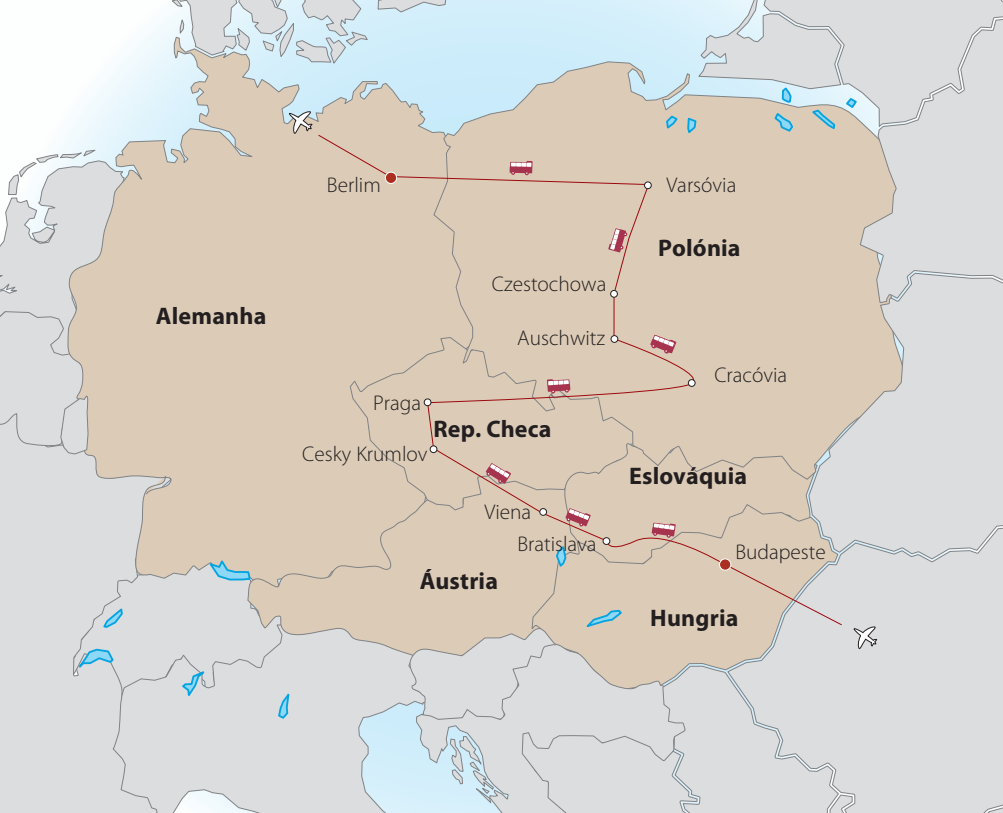 Berlim
Varsóvia
Polónia
Czestochowa
Alemanha
Auschwitz
Cracóvia
Praga
Rep. Checa
Cesky Krumlov
Eslováquia
Viena
Bratislava
Budapeste
Áustria
Hungria